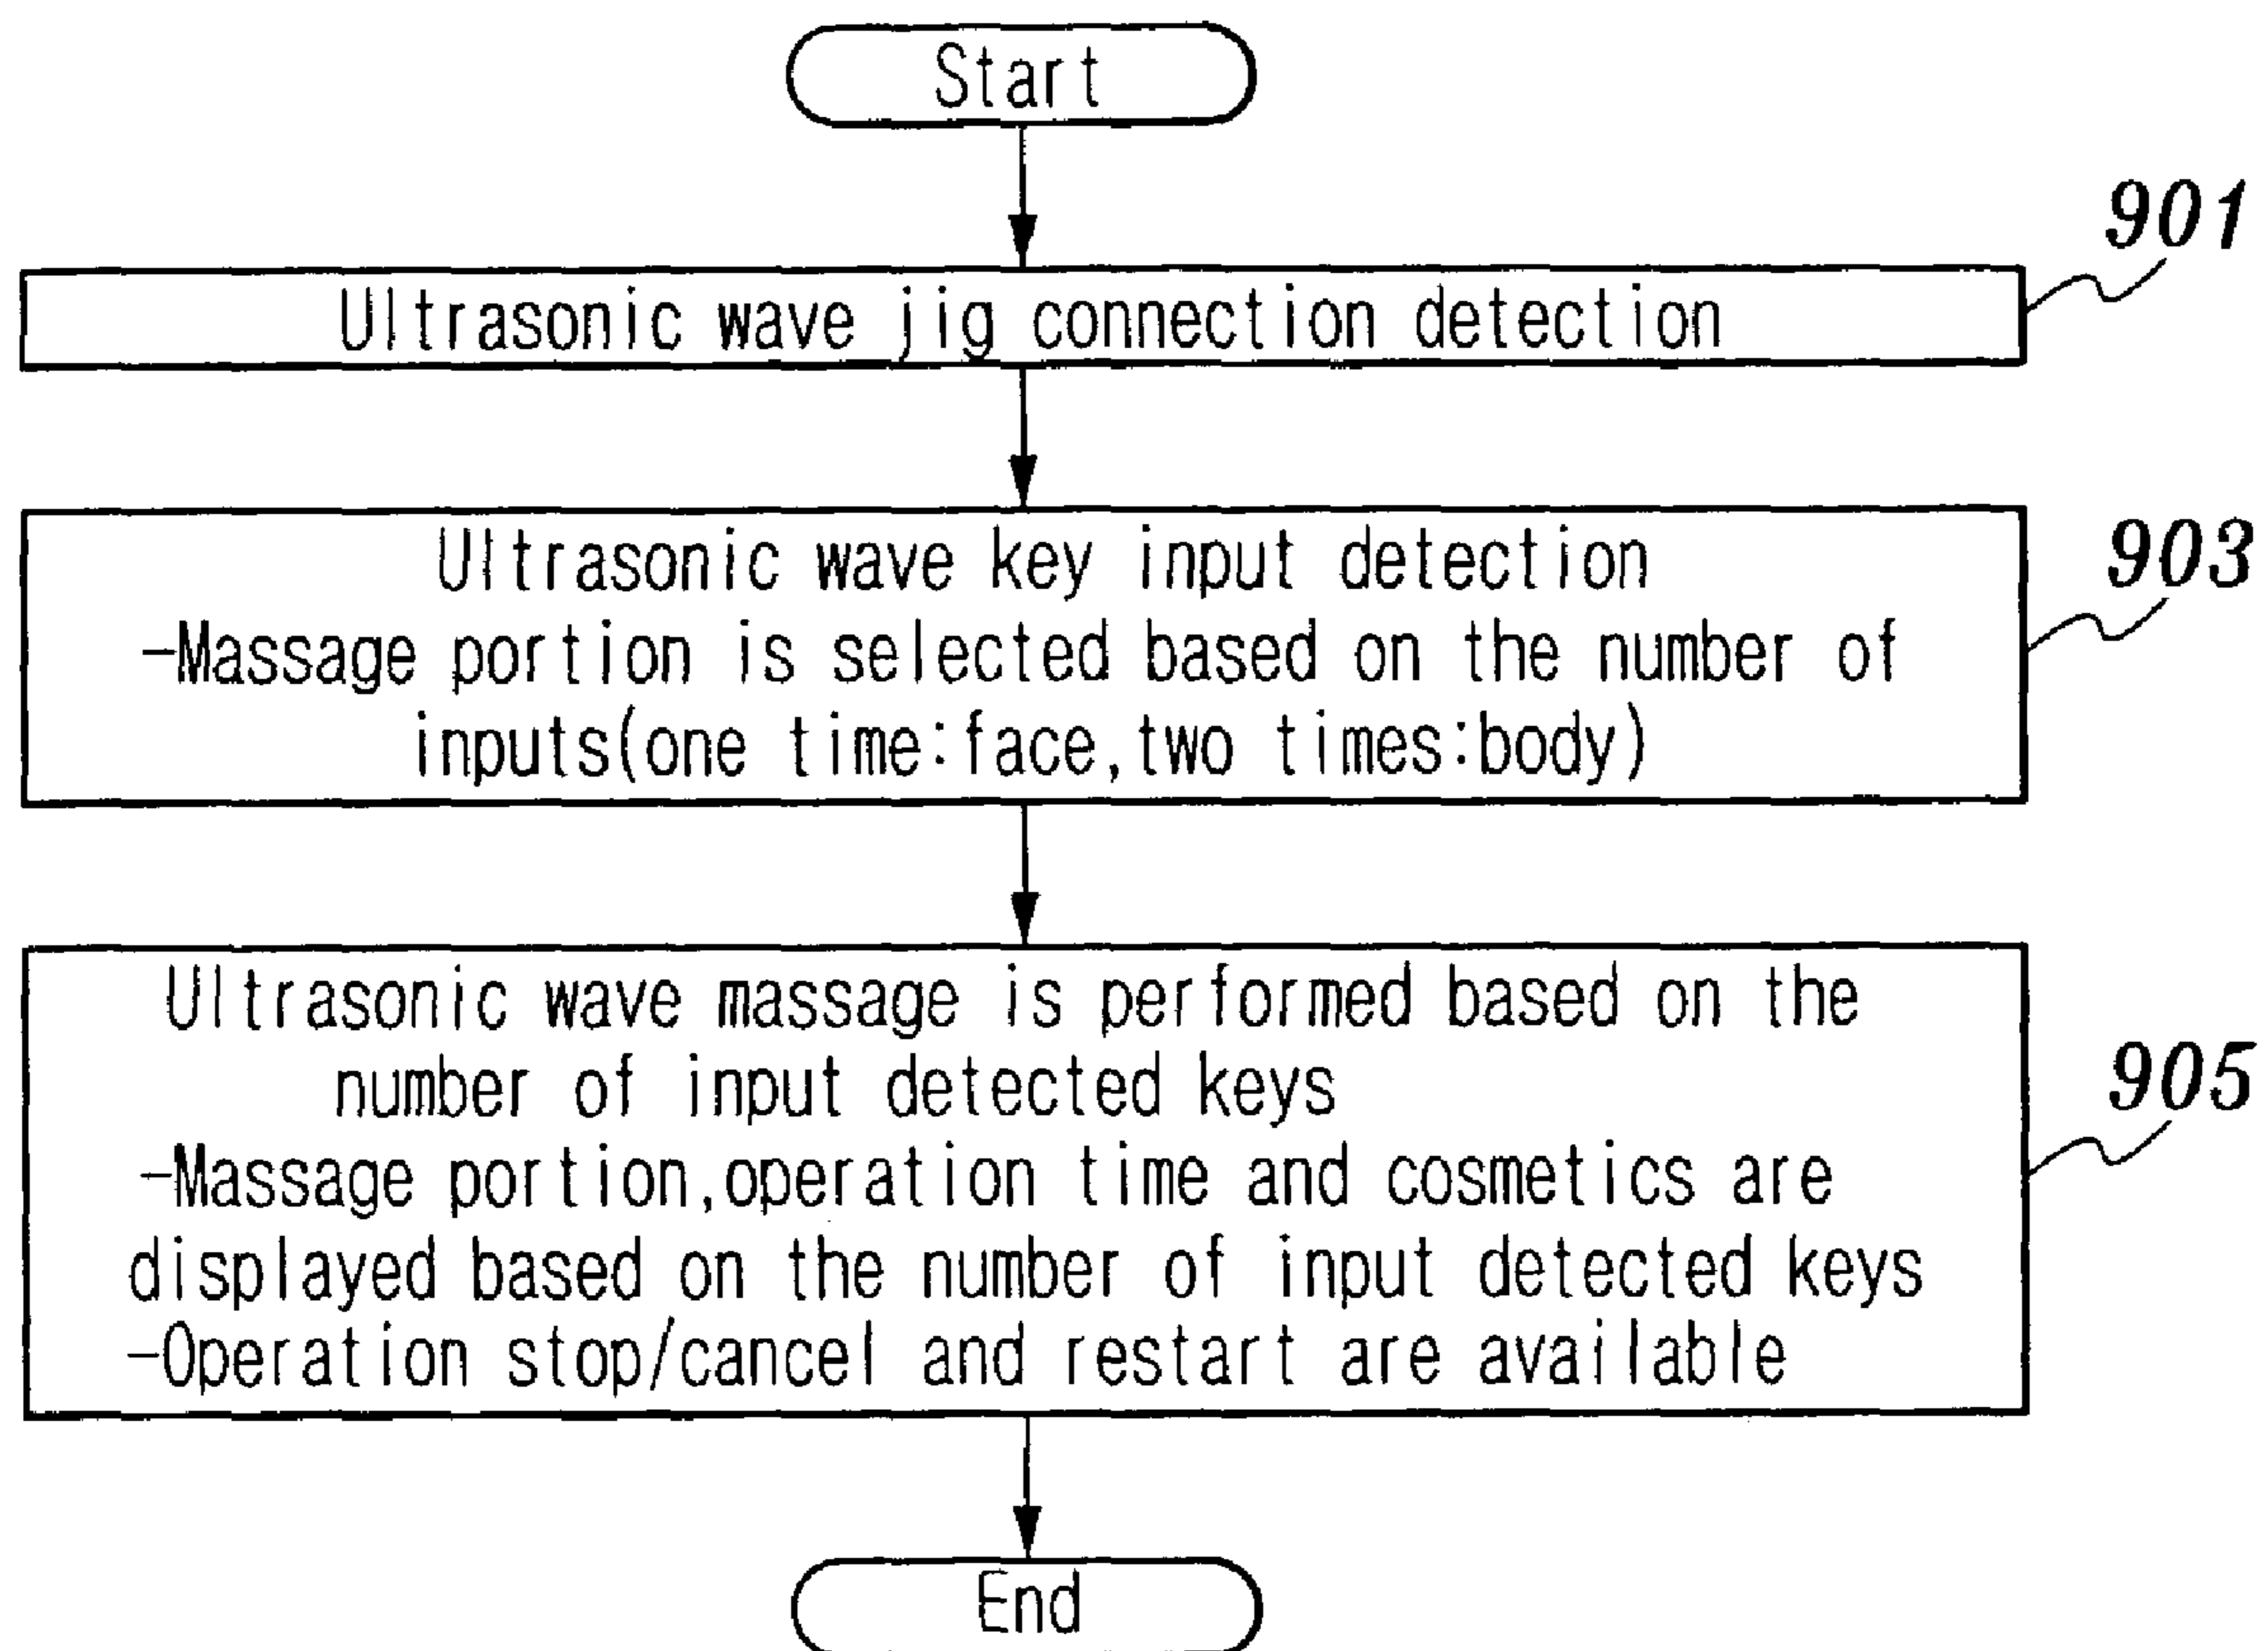 Start
901
Ultrasonic wave jig connection detection
903
Ultrasonic wave key input detection
-Massage portion is selected based on the number of
inputs(one time:face,two times:body)
905
Ultrasonic wave massage is performed based on the
number of input detected keys
-Massage portion,operation time and cosmetics are
displayed based on the number of input detected keys
-Operation stop/cancel and restart are available
End